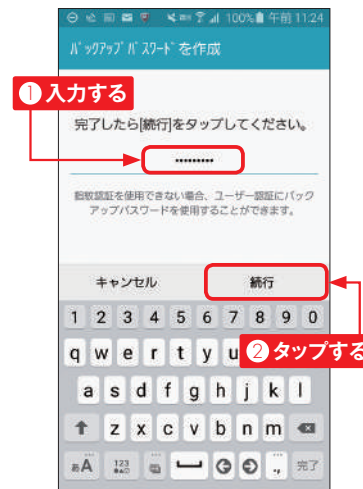 100% 午前 11:24
バックアップ パスワードを作成
❶入力する
完了したら[続行]をタップしてください。
•••••••••
指紋認証を使用できない場合、ユーザー認証にバック
アップパスワードを使用することができます。
キャンセル 続行
1 2 3 4 5 6 7 8 9 0
q w e r t y u
❷タップする
a s d f g h j k l
z x c v b n m
あA 123 ., 完了